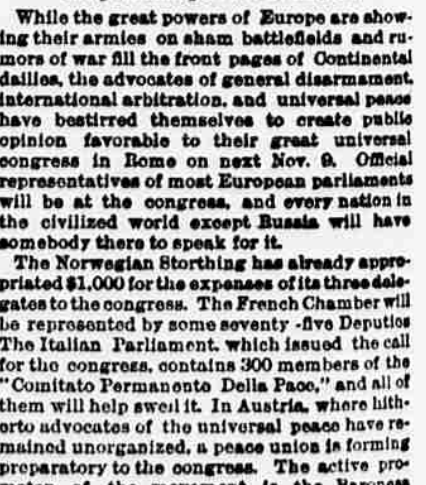 While the great powers of Europe are show-
ing their armies on sham battlefields and ru-
mors of war fill the front pages of Continental
dailies, the advocates of general disarmament,
international arbitration, and universal peace
have bestirred themselves to create public
opinion favorable to their great universal
congress in Rome on next Nov. 9. Official
representatives of most European parliaments
will be at the congress, and every nation in
the civilized world except Russia will have
somebody there to speak for it.
The Norwegian Storthing has already appro-
priated $1,000 for the expenses of its three dele-
gates to the congress. The French Chamber will
be represented by some seventy-five Deputies
The Italian Parliament, which issued the call
for the congress, contains 300 members of the
"Comitato Permanento Della Pace," and all of
them will help swell it. In Austria, where hith-
erto advocates of the universal peace have re-
mained unorganized, a peace union is forming
preparatory to the congress. The active pro-
moter of the movement is the Baroness